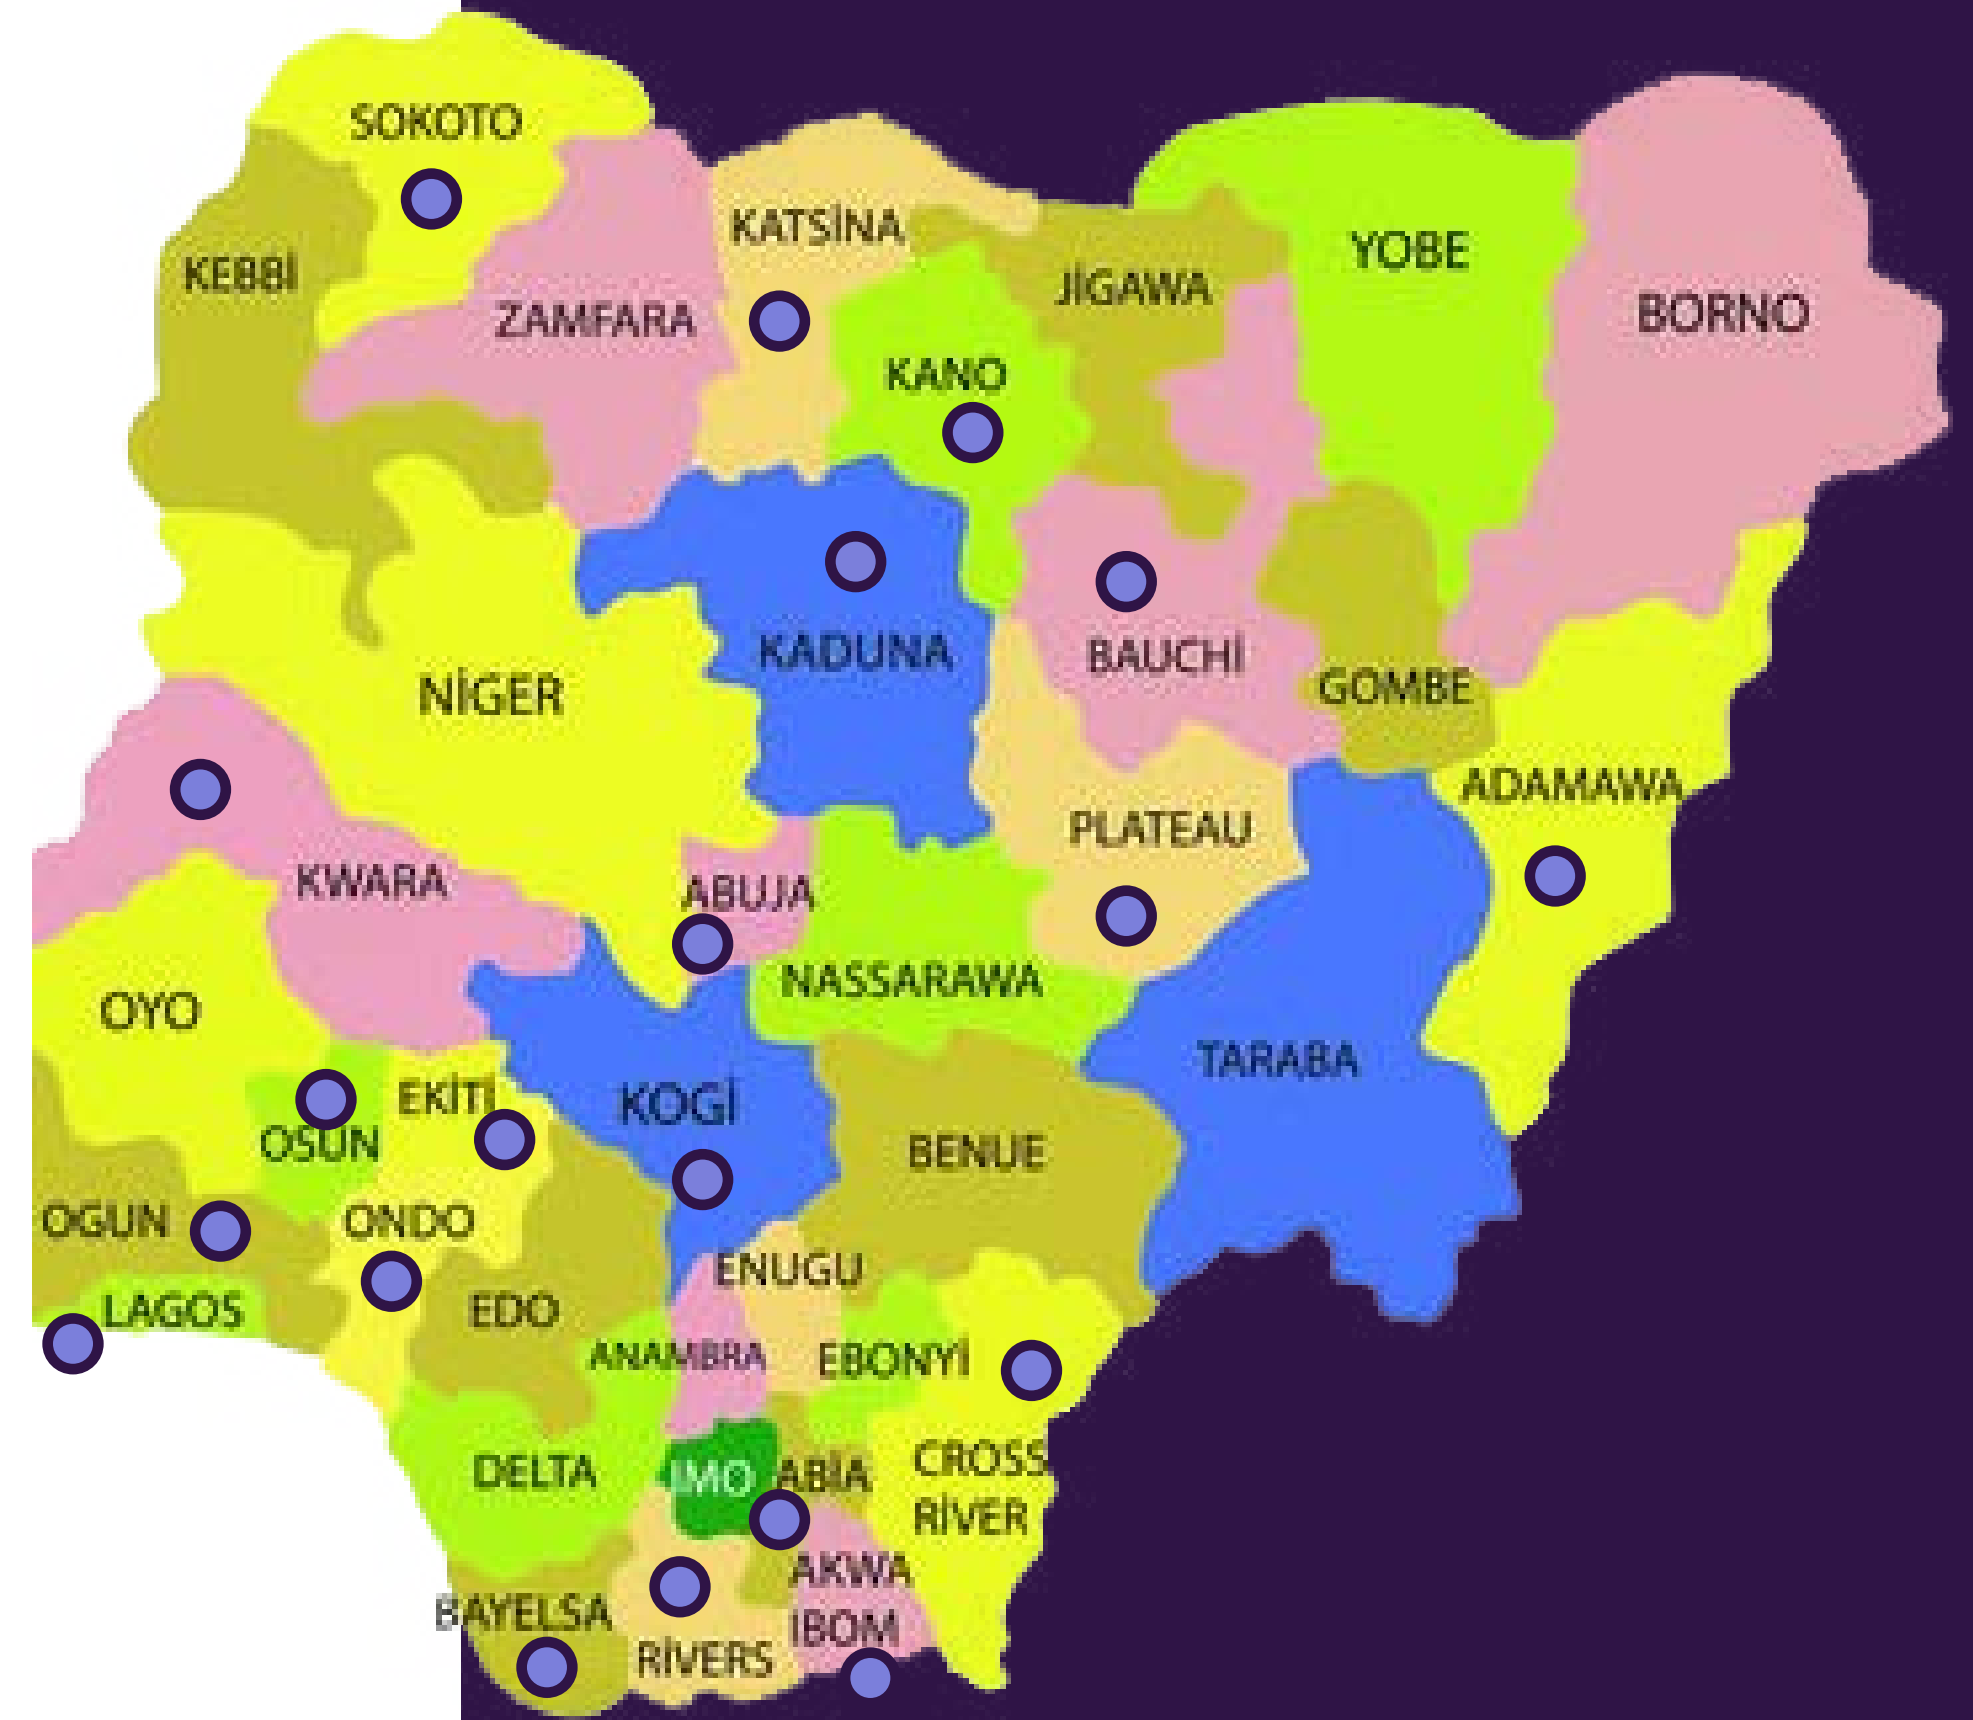 SOKOTO
KATSİNA
KEBBİ
YOBE
JİGAWA
ZAMFARA
BORNO
KANO
KADUNA
BAUCHİ
NİGER
GOMBE
ADAMAWA
PLATEAU
KWARA
ABUJA
NASSARAWA
OYO
TARABA
EKİTİ
KOGİ
OSUN
BENUE
OGUN
ONDO
ENUGU
LAGOS
EDO
ANAMBRA
EBONYİ
CROSS
RİVER
DELTA
IMO
ABİA
AKWA
İBOM
BAYELSA
RİVERS